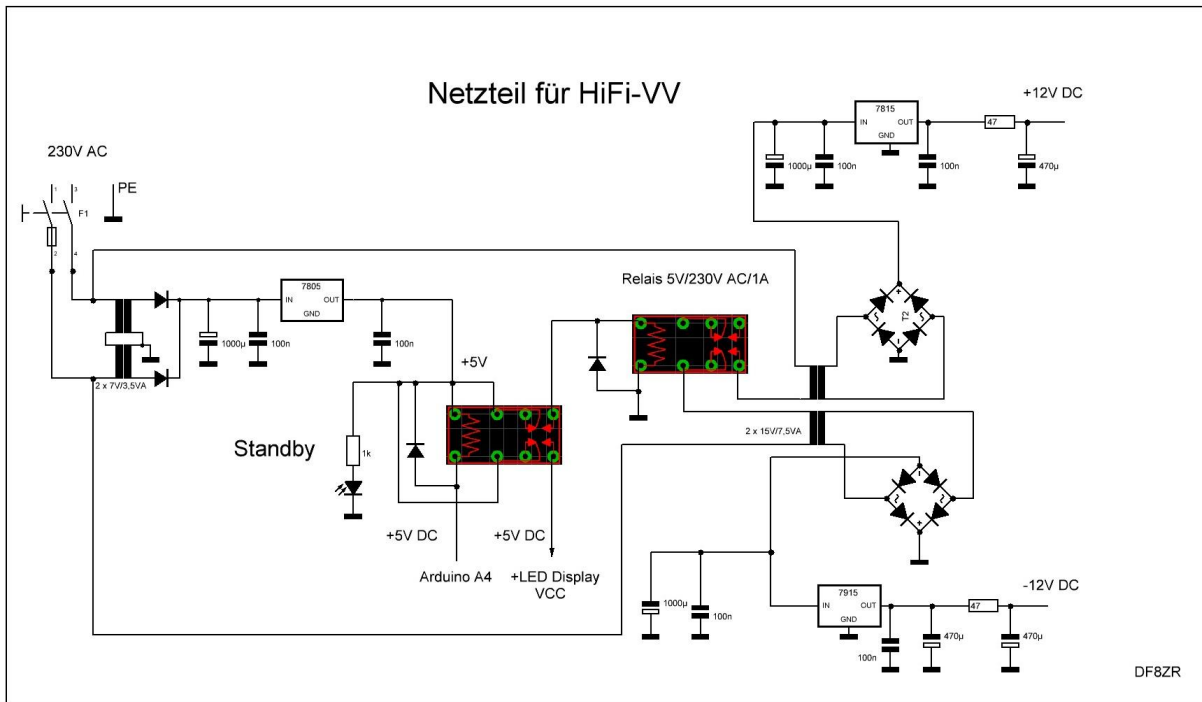 Netzteil für HiFi-VV
230V AC
PE
1
3
F1
2
4
2 x 7V/3,5VA
1000µ
100n
7805
IN
OUT
GND
100n
+5V
Standby
1k
+5V DC
+5V DC
Arduino A4
+LED Display
VCC
Relais 5V/230V AC/1A
2 x 15V/7,5VA
+12V DC
7815
IN
OUT
GND
47
1000µ
100n
100n
470µ
T2
+
-
~
~
-
+
~
~
-12V DC
7915
IN
OUT
GND
47
1000µ
100n
100n
470µ
470µ
DF8ZR